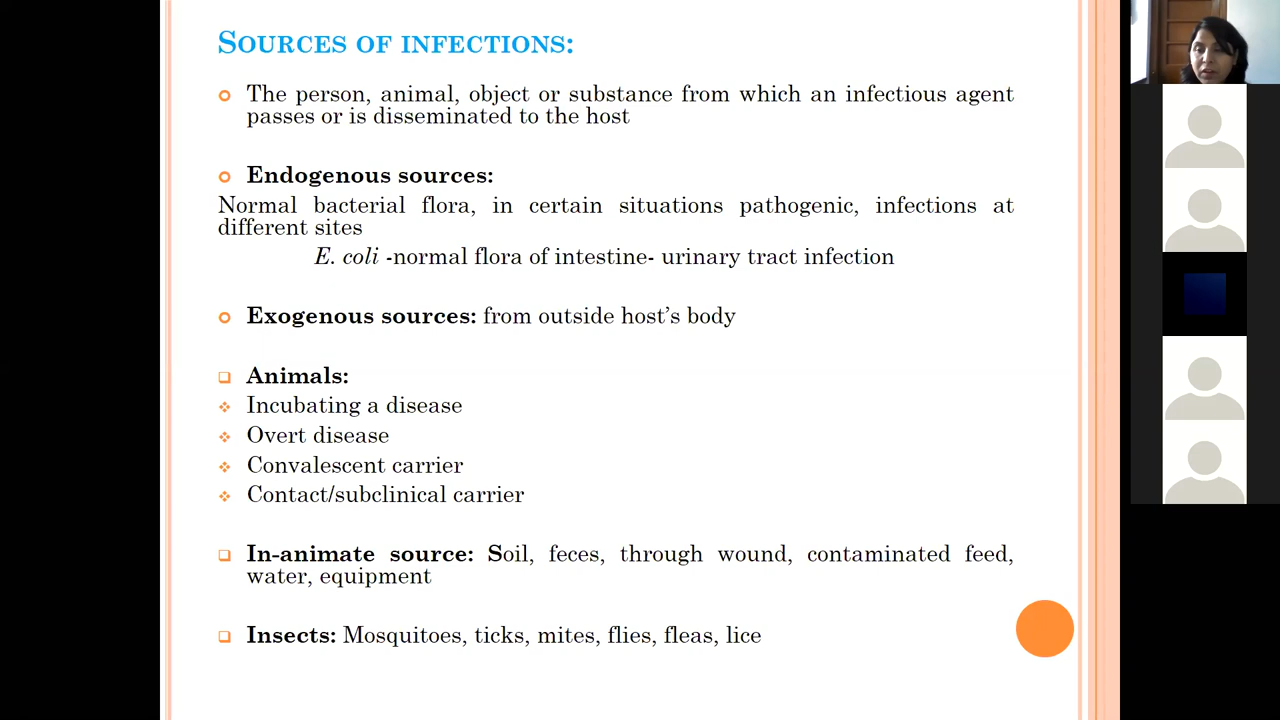 SOURCES OF INFECTIONS:
The person, animal, object or substance from which an infectious agent
passes or is disseminated to the host
Endogenous sources:
Normal bacterial flora, in certain situations pathogenic, infections at
different sites
E. coli -normal flora of intestine- urinary tract infection
Exogenous sources: from outside host's body
Animals:
Incubating a disease
Overt disease
Convalescent carrier
Contact/subclinical carrier
In-animate source: Soil, feces, through wound, contaminated feed,
water, equipment
Insects: Mosquitoes, ticks, mites, flies, fleas, lice